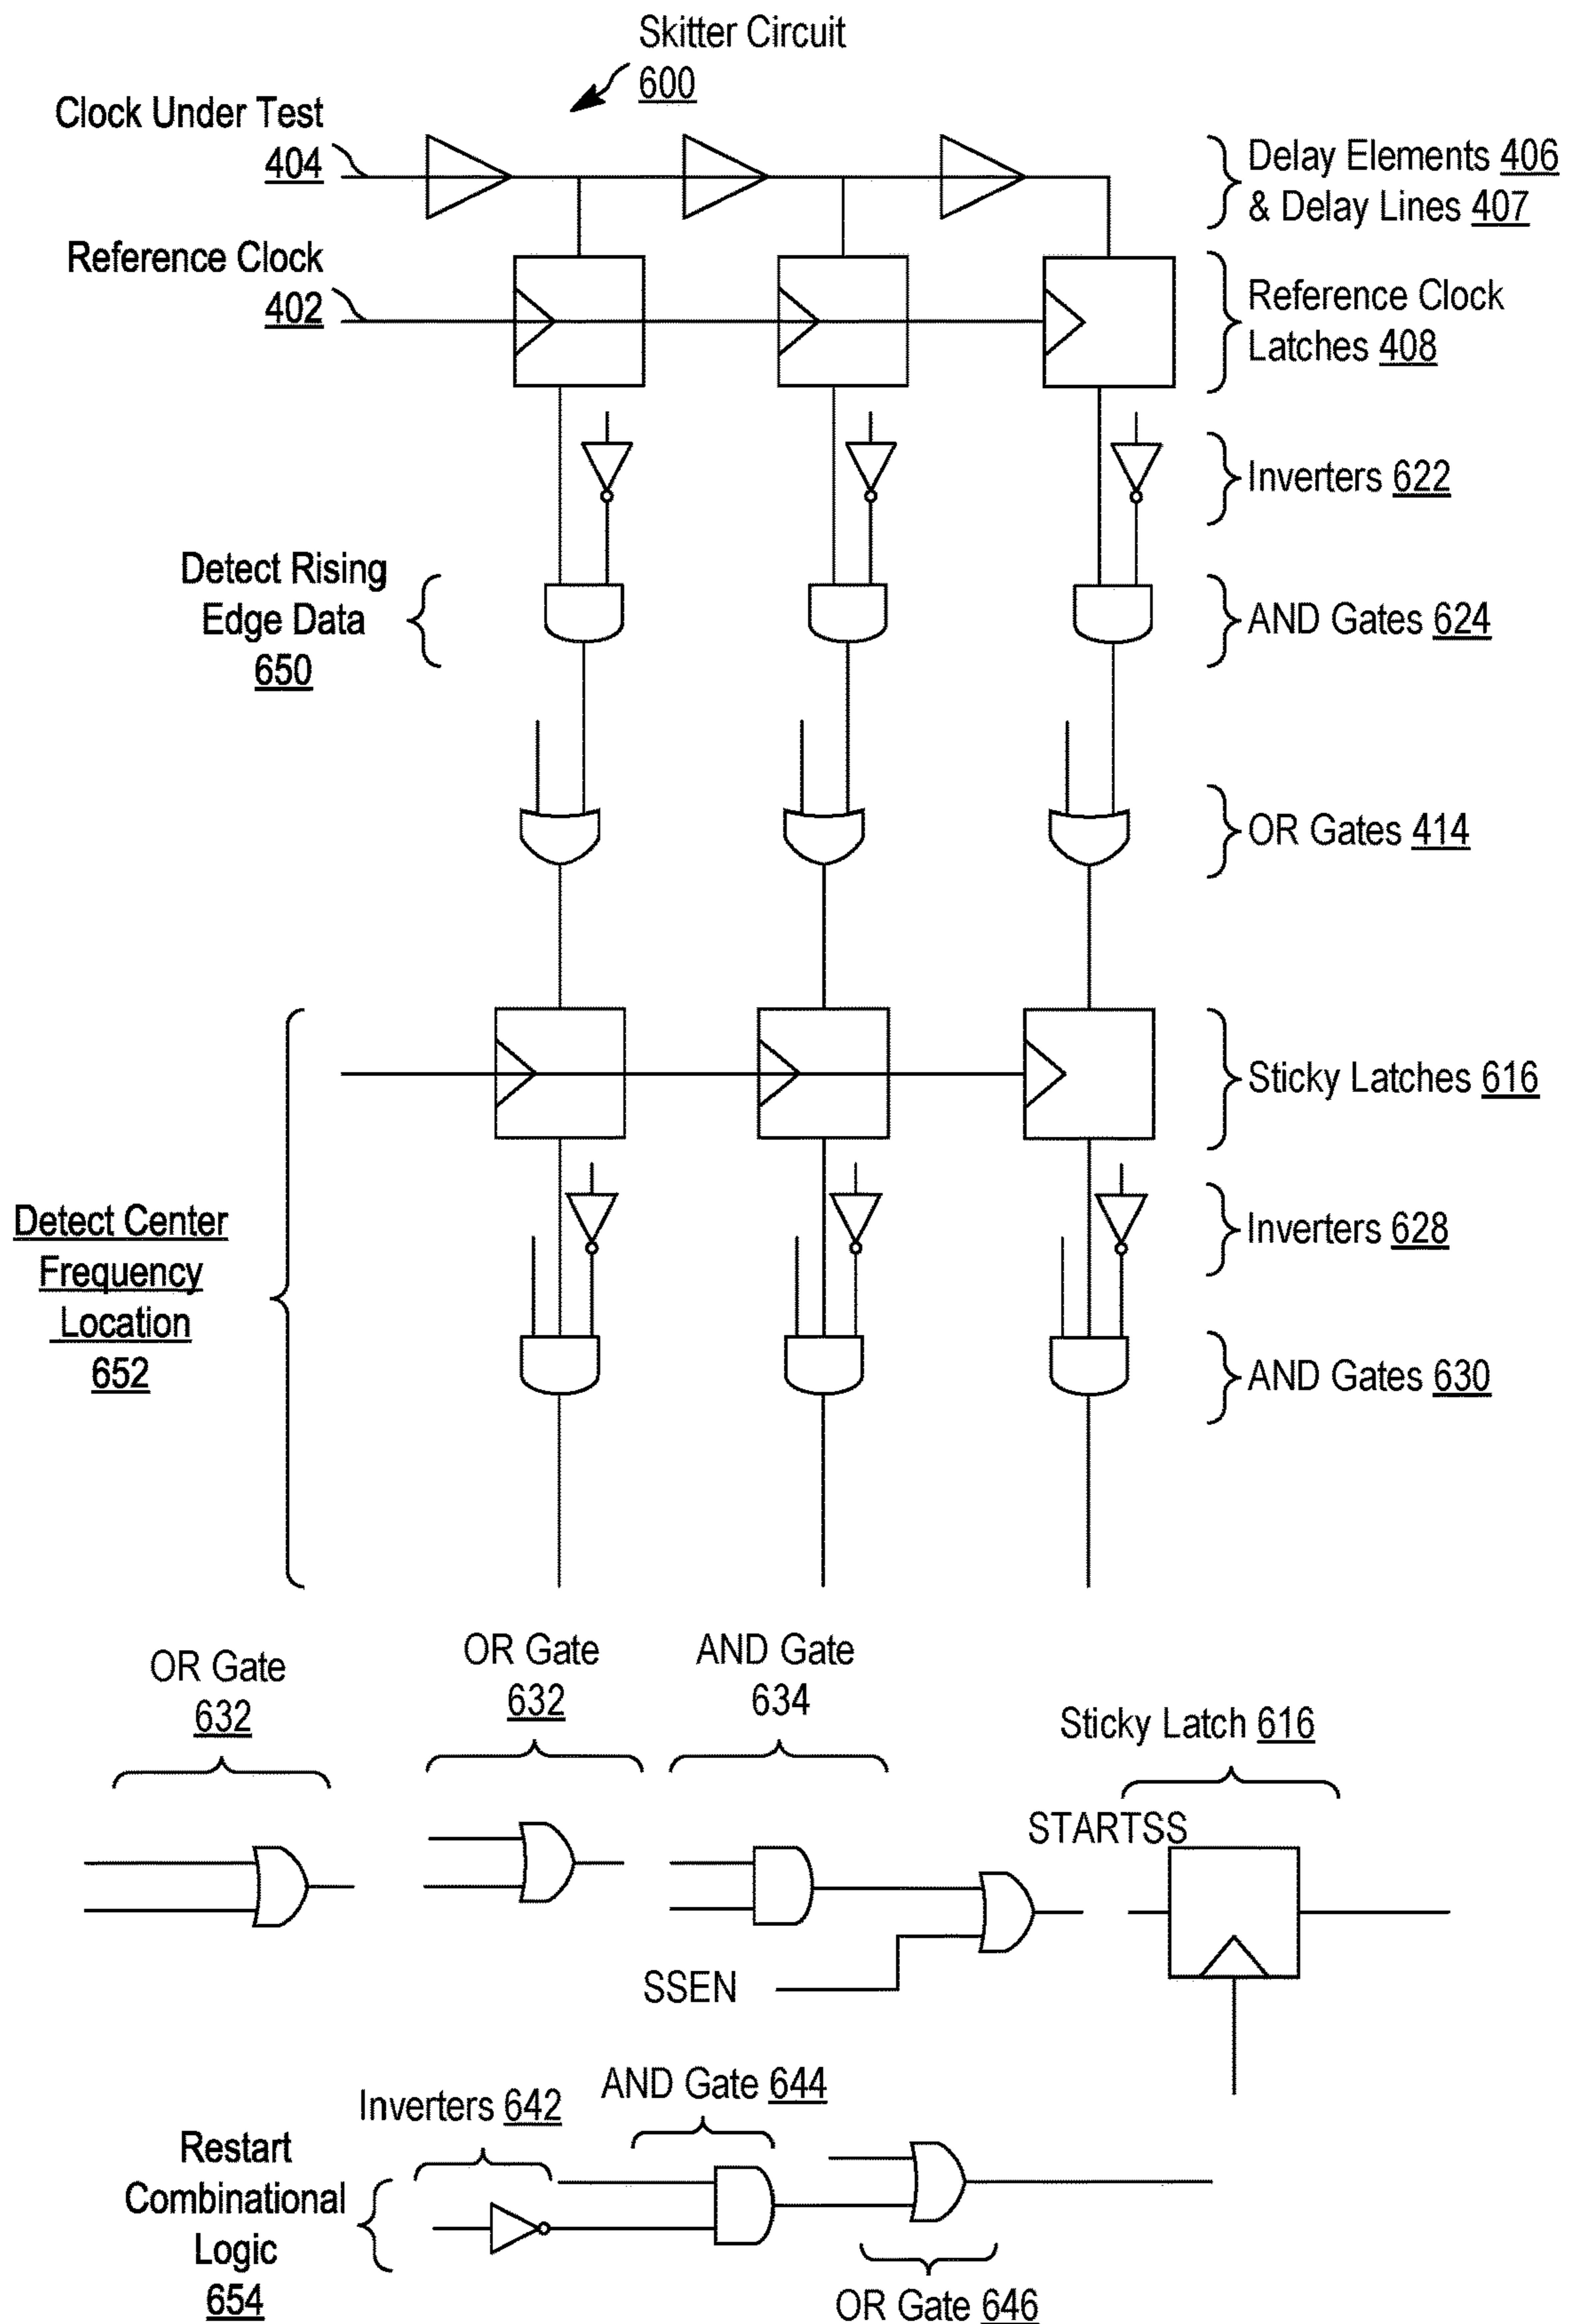 Skitter Circuit
600
Clock Under Test
404
Delay Elements 406
& Delay Lines 407
Reference Clock
402
Reference Clock
Latches 408
Inverters 622
Detect Rising
Edge Data
650
AND Gates 624
OR Gates 414
Sticky Latches 616
Detect Center
Frequency
Location
652
Inverters 628
AND Gates 630
OR Gate
632
OR Gate
632
AND Gate
634
Sticky Latch 616
STARTSS
SSEN
Inverters 642
AND Gate 644
Restart
Combinational
Logic
654
OR Gate 646